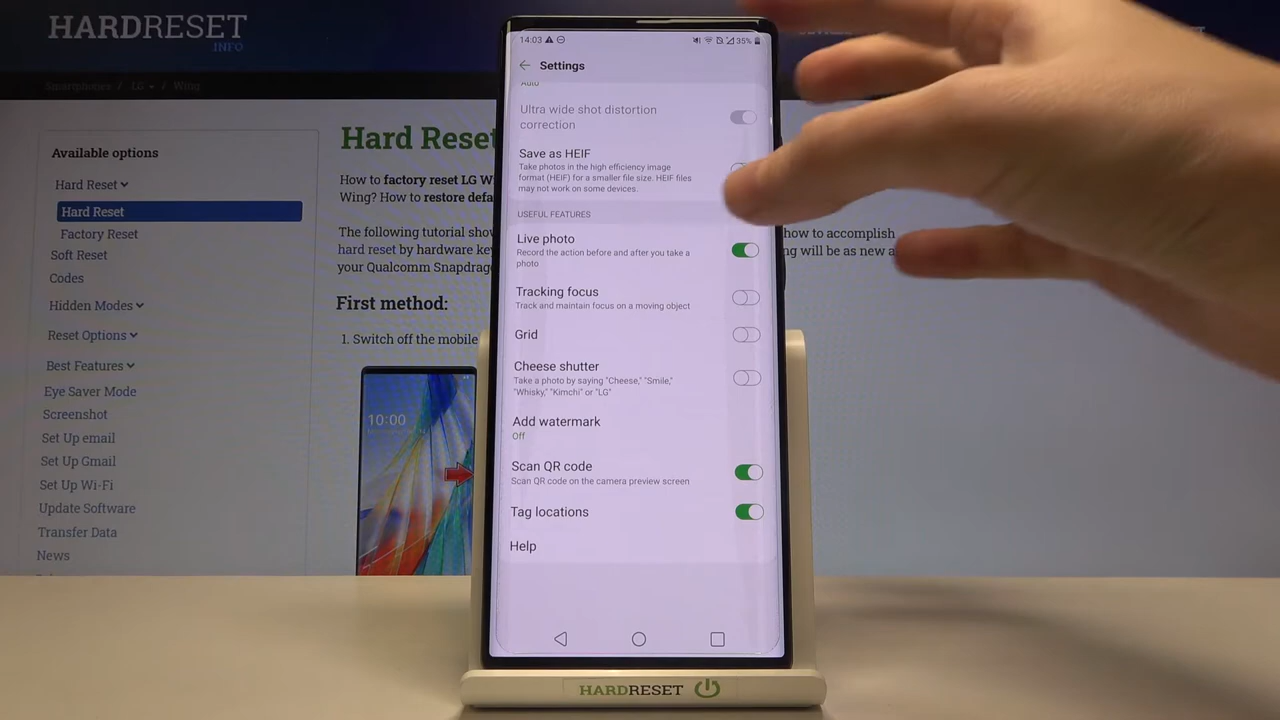 HARDRESET
INFO
Smartphones / LG / Wing
Available options
Hard Reset
Hard Reset
Factory Reset
Soft Reset
Codes
Hidden Modes
Reset Options
Best Features
Eye Saver Mode
Screenshot
Set Up email
Set Up Gmail
Set Up Wi-Fi
Update Software
Transfer Data
News
Hard Reset
How to factory reset LG W
Wing? How to restore defa
The following tutorial show
how to accomplish
hard reset by hardware key
ng will be as new a
your Qualcomm Snapdrag
First method:
1. Switch off the mobile
10:00
14:03
35%
Settings
Auto
Ultra wide shot distortion
correction
Save as HEIF
Take photos in the high efficiency image
format (HEIF) for a smaller file size. HEIF files
may not work on some devices.
USEFUL FEATURES
Live photo
Record the action before and after you take a
photo
Tracking focus
Track and maintain focus on a moving object
Grid
Cheese shutter
Take a photo by saying "Cheese," "Smile,"
"Whisky," "Kimchi" or "LG"
Add watermark
Off
Scan QR code
Scan QR code on the camera preview screen
Tag locations
Help
HARDRESET